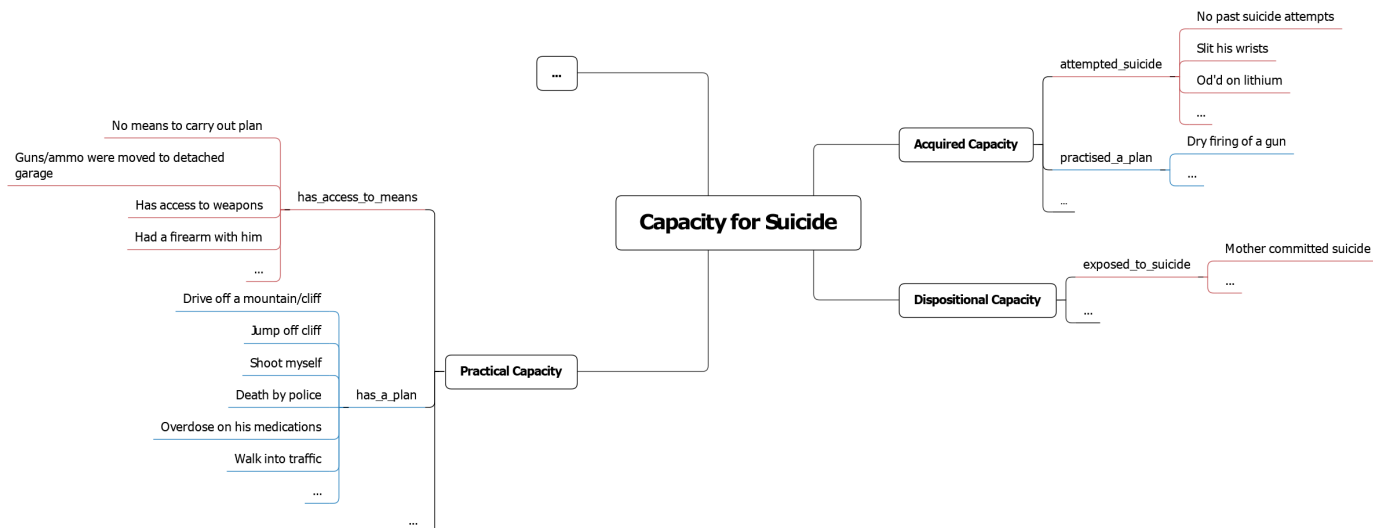 ...
No means to carry out plan
Guns/ammo were moved to detached
garage
Has access to weapons
Had a firearm with him
...
has_access_to_means
Drive off a mountain/cliff
Jump off cliff
Shoot myself
Death by police
Overdose on his medications
Walk into traffic
...
has_a_plan
...
Practical Capacity
Capacity for Suicide
Acquired Capacity
attempted_suicide
No past suicide attempts
Slit his wrists
Od'd on lithium
...
practised_a_plan
Dry firing of a gun
...
...
Dispositional Capacity
exposed_to_suicide
Mother committed suicide
...
...